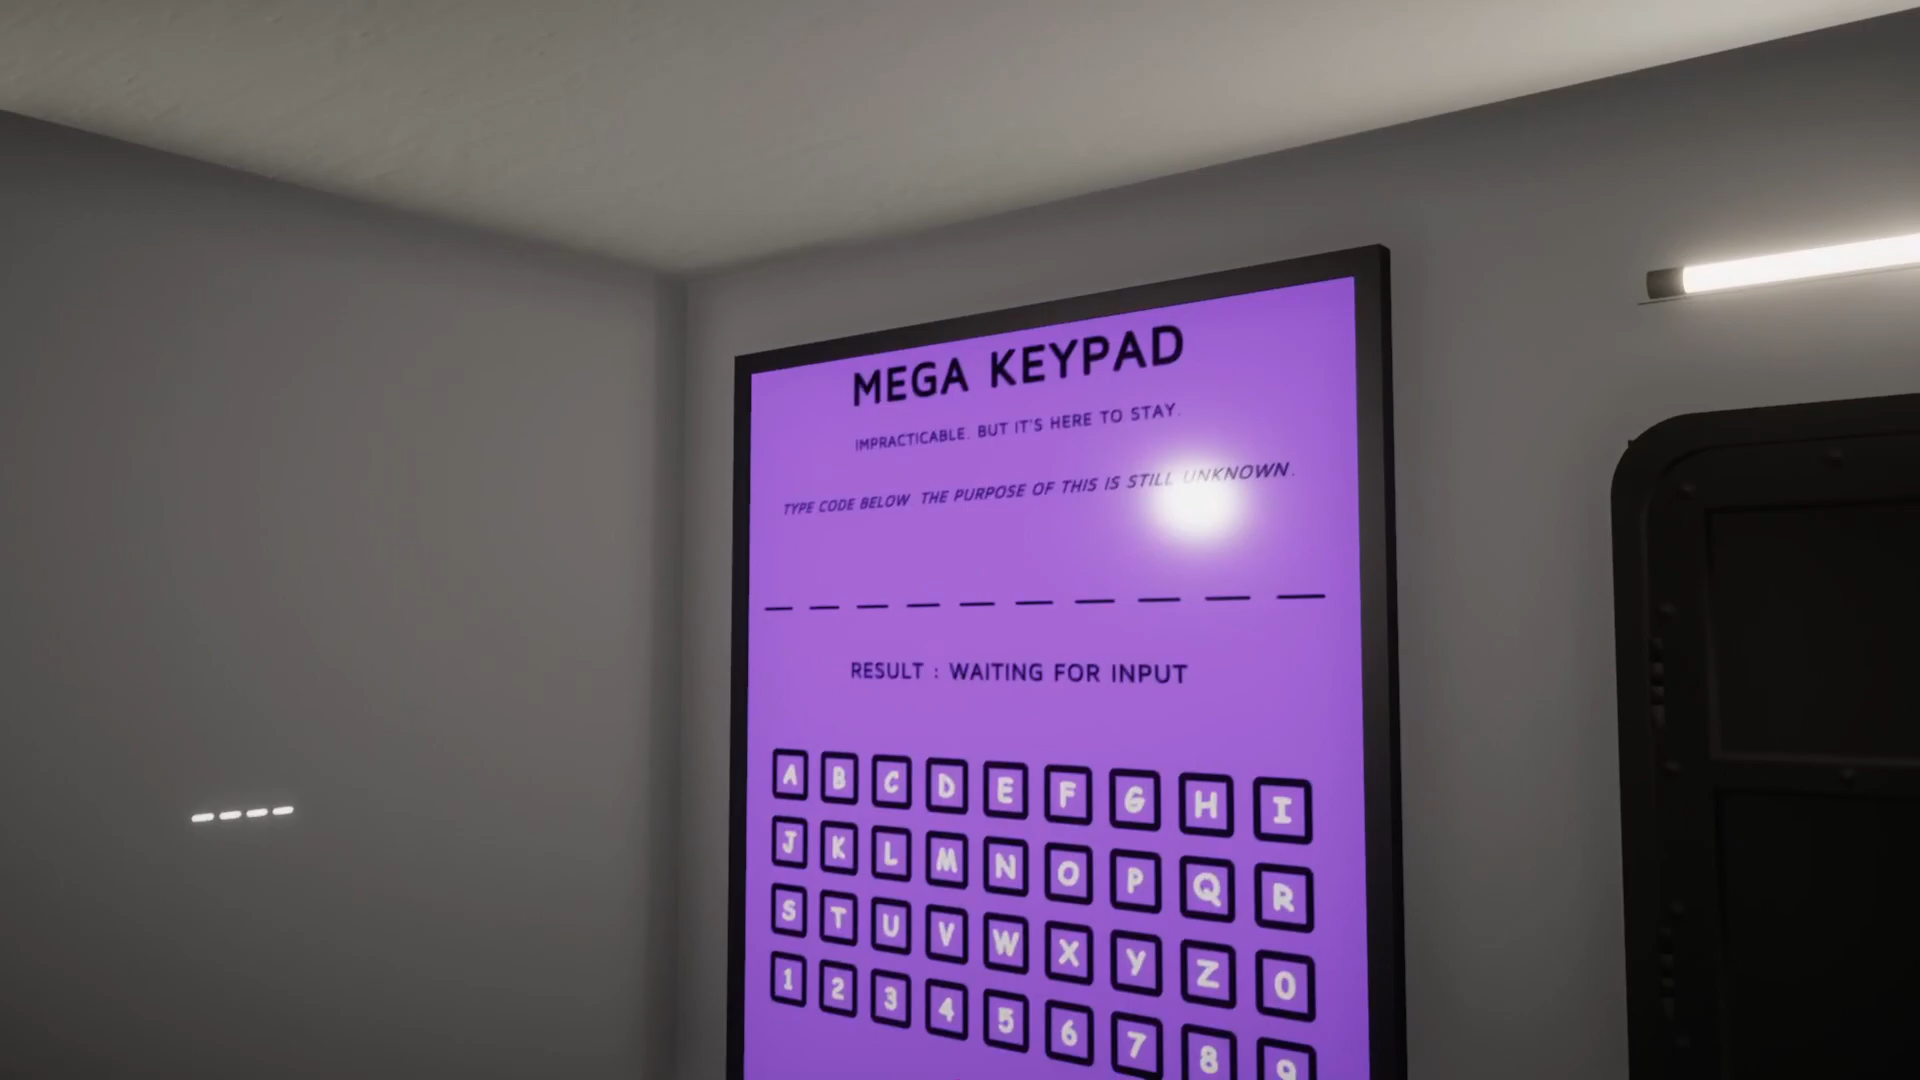 MEGA KEYPAD
IMPRACTICABLE. BUT IT'S HERE TO STAY.
TYPE CODE BELOW. THE PURPOSE OF THIS IS STILL UNKNOWN.
_ _ _ _ _ _ _ _ _ _
RESULT : WAITING FOR INPUT
A B C D E F G H I
J K L M N O P Q R
S T U V W X Y Z 0
1 2 3 4 5 6 7 8 9